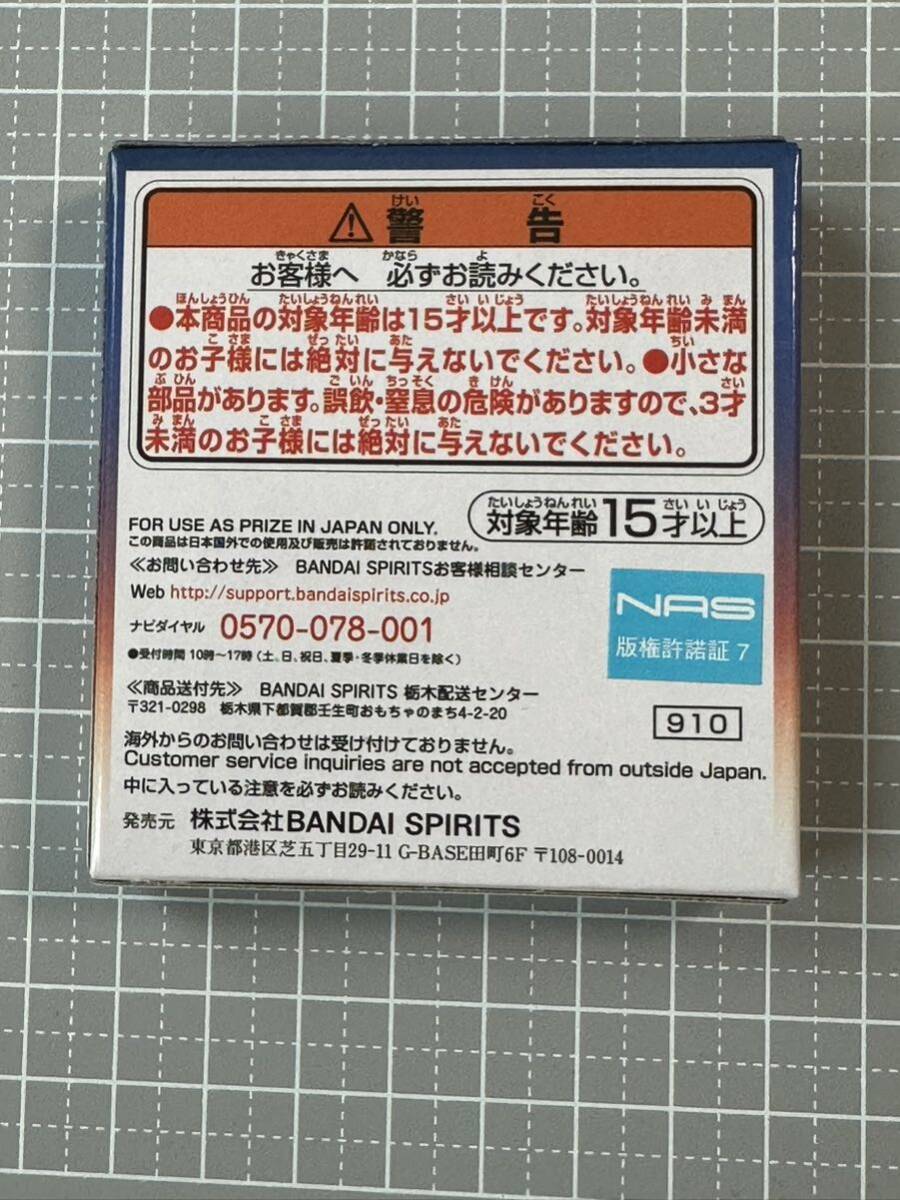 ⚠警告
お客様へ 必ずお読みください。
●本商品の対象年齢は15才以上です。対象年齢未満
のお子様には絶対に与えないでください。●小さな
部品があります。誤飲・窒息の危険がありますので、3才
未満のお子様には絶対に与えないでください。
対象年齢15才以上
FOR USE AS PRIZE IN JAPAN ONLY.
この商品は日本国外での使用及び販売は許諾されておりません。
≪お問い合わせ先≫ BANDAI SPIRITSお客様相談センター
Web http://support.bandaispirits.co.jp
ナビダイヤル 0570-078-001
●受付時間 10時〜17時(土、日、祝日、夏季・冬季休業日を除く)
NAS
版権許諾証7
≪商品送付先≫ BANDAI SPIRITS 栃木配送センター
〒321-0298 栃木県下都賀郡壬生町おもちゃのまち4-2-20
910
海外からのお問い合わせは受け付けておりません。
Customer service inquiries are not accepted from outside Japan.
中に入っている注意を必ずお読みください。
発売元 株式会社BANDAI SPIRITS
東京都港区芝五丁目29-11 G-BASE田町6F 〒108-0014